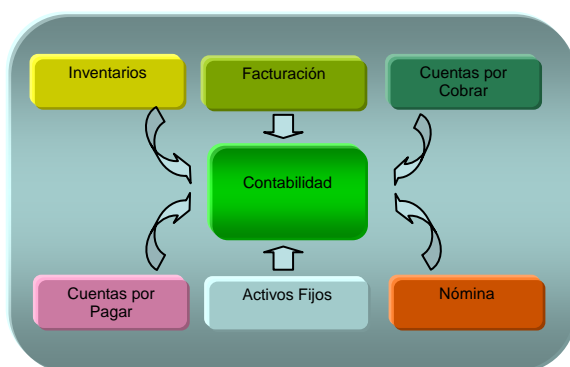 Inventarios
Facturación
Cuentas por
Cobrar
Contabilidad
Cuentas por
Pagar
Activos Fijos
Nómina